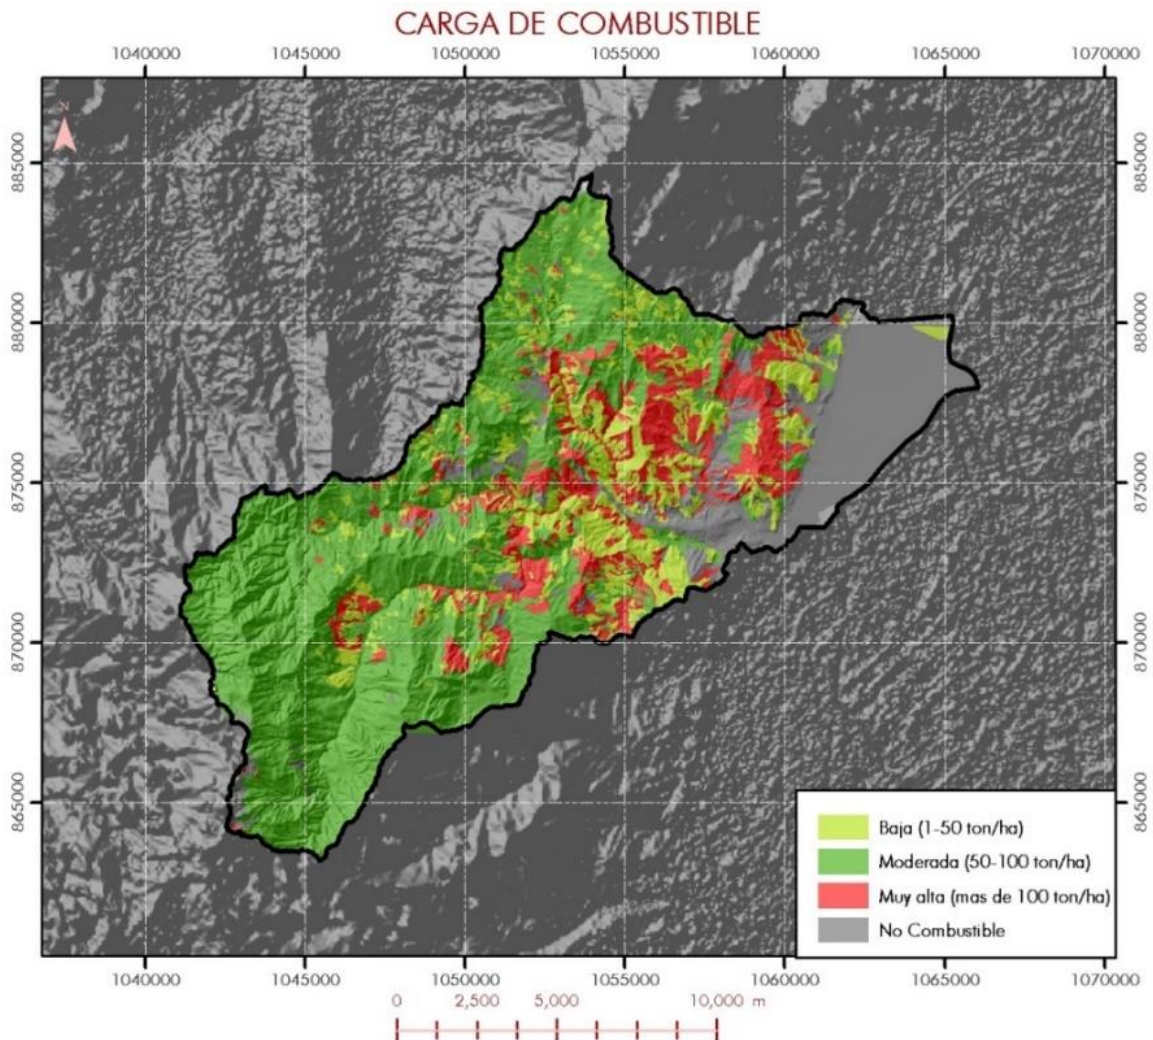 CARGA DE COMBUSTIBLE
1040000 1045000 1050000 1055000 1060000 1065000 1070000
N
885000 885000
880000 880000
875000 875000
870000 870000
865000 865000
Baja (1-50 ton/ha)
Moderada (50-100 ton/ha)
Muy alta (mas de 100 ton/ha)
No Combustible
1040000 1045000 1050000 1055000 1060000 1065000 1070000
0 2,500 5,000 10,000 m